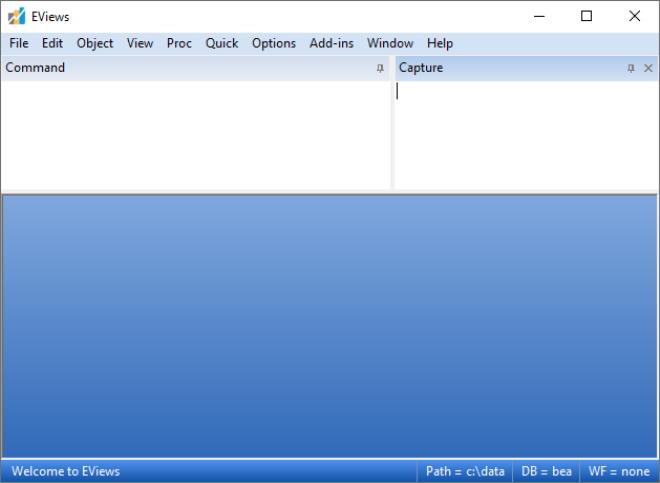 EViews
File Edit Object View Proc Quick Options Add-ins Window Help
Command Capture
Welcome to EViews Path = c:\data DB = bea WF = none